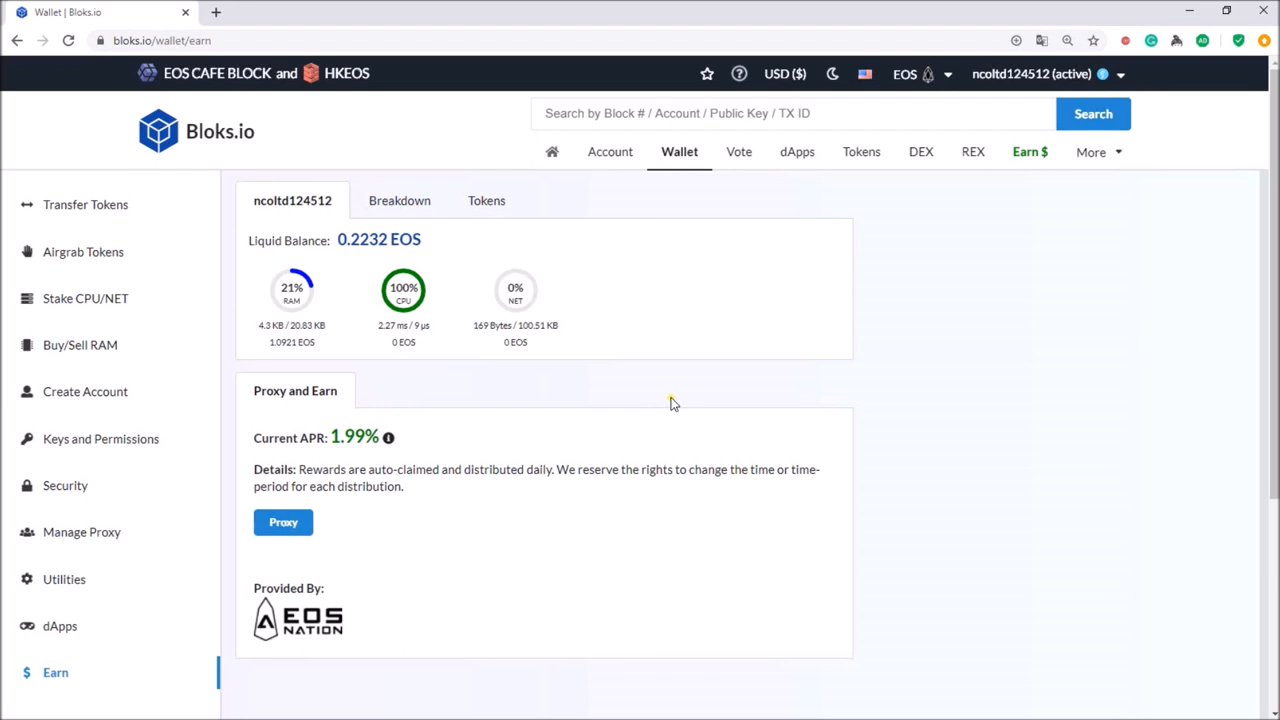 Wallet | Bloks.io
bloks.io/wallet/earn
EOS CAFE BLOCK and HKEOS
USD ($)
EOS
ncoltd124512 (active)
Bloks.io
Search by Block # / Account / Public Key / TX ID
Search
Account
Wallet
Vote
dApps
Tokens
DEX
REX
Earn $
More
Transfer Tokens
Airgrab Tokens
Stake CPU/NET
Buy/Sell RAM
Create Account
Keys and Permissions
Security
Manage Proxy
Utilities
dApps
$ Earn
ncoltd124512
Breakdown
Tokens
Liquid Balance: 0.2232 EOS
21%
RAM
4.3 KB / 20.83 KB
1.0921 EOS
100%
CPU
2.27 ms / 9 µs
0 EOS
0%
NET
169 Bytes / 100.51 KB
0 EOS
Proxy and Earn
Current APR: 1.99%
Details: Rewards are auto-claimed and distributed daily. We reserve the rights to change the time or time-
period for each distribution.
Proxy
Provided By:
EOS
NATION